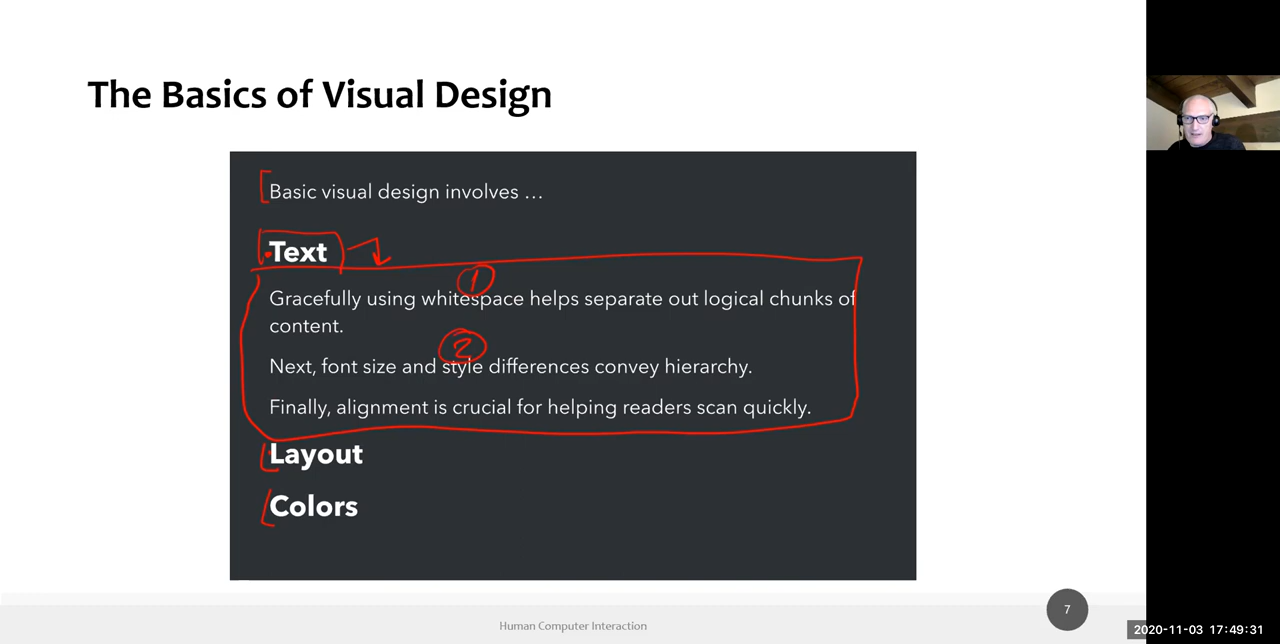 The Basics of Visual Design
Basic visual design involves …
Text
1
Gracefully using whitespace helps separate out logical chunks of
content.
2
Next, font size and style differences convey hierarchy.
Finally, alignment is crucial for helping readers scan quickly.
Layout
Colors
7
Human Computer Interaction
2020-11-03 17:49:31